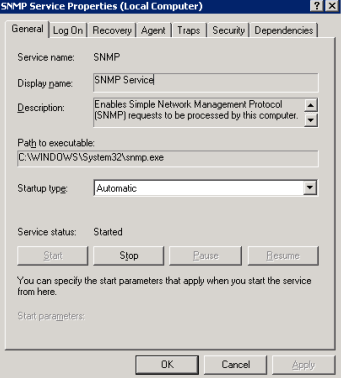 SNMP Service Properties (Local Computer)
General Log On Recovery Agent Traps Security Dependencies
Service name: SNMP
Display name: SNMP Service
Description: Enables Simple Network Management Protocol
(SNMP) requests to be processed by this computer.
Path to executable:
C:\WINDOWS\System32\snmp.exe
Startup type: Automatic
Service status: Started
Start Stop Pause Resume
You can specify the start parameters that apply when you start the service
from here.
Start parameters:
OK Cancel Apply